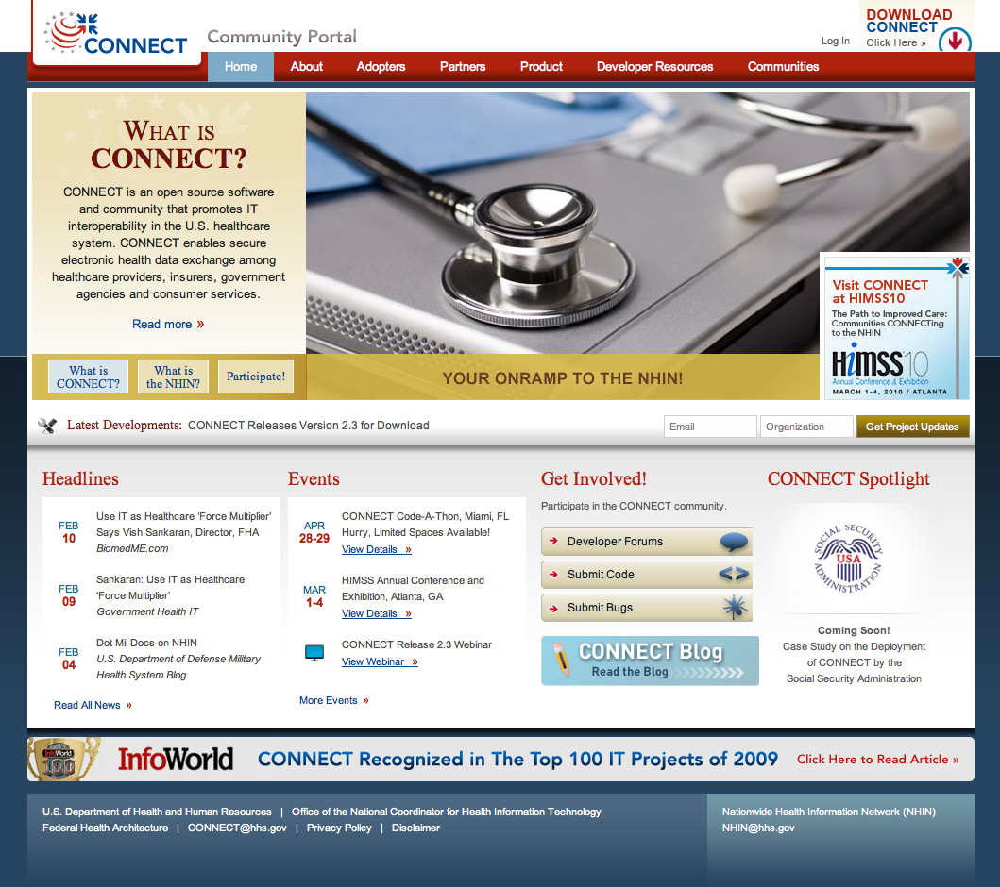 CONNECT
Community Portal
Log In
DOWNLOAD
CONNECT
Click Here »
Home
About
Adopters
Partners
Product
Developer Resources
Communities
WHAT IS
CONNECT?
CONNECT is an open source software
and community that promotes IT
interoperability in the U.S. healthcare
system. CONNECT enables secure
electronic health data exchange among
healthcare providers, insurers, government
agencies and consumer services.
Read more »
What is
CONNECT?
What is
the NHIN?
Participate!
YOUR ONRAMP TO THE NHIN!
Visit CONNECT
at HIMSS10
The Path to Improved Care:
Communities CONNECTing
to the NHIN
HiMSS10
Annual Conference & Exhibition
MARCH 1-4, 2010 / ATLANTA
Latest Developments: CONNECT Releases Version 2.3 for Download
Email
Organization
Get Project Updates
Headlines
FEB
10
Use IT as Healthcare 'Force Multiplier'
Says Vish Sankaran, Director, FHA
BiomedME.com
FEB
09
Sankaran: Use IT as Healthcare
'Force Multiplier'
Government Health IT
FEB
04
Dot Mil Docs on NHIN
U.S. Department of Defense Military
Health System Blog
Read All News »
Events
APR
28-29
CONNECT Code-A-Thon, Miami, FL
Hurry, Limited Spaces Available!
View Details »
MAR
1-4
HIMSS Annual Conference and
Exhibition, Atlanta, GA
View Details »
CONNECT Release 2.3 Webinar
View Webinar »
More Events »
Get Involved!
Participate in the CONNECT community.
Developer Forums
Submit Code
Submit Bugs
CONNECT Blog
Read the Blog
CONNECT Spotlight
SOCIAL SECURITY
USA
ADMINISTRATION
Coming Soon!
Case Study on the Deployment
of CONNECT by the
Social Security Administration
InfoWorld
100
InfoWorld
CONNECT Recognized in The Top 100 IT Projects of 2009
Click Here to Read Article »
U.S. Department of Health and Human Resources | Office of the National Coordinator for Health Information Technology
Federal Health Architecture | CONNECT@hhs.gov | Privacy Policy | Disclaimer
Nationwide Health Information Network (NHIN)
NHIN@hhs.gov